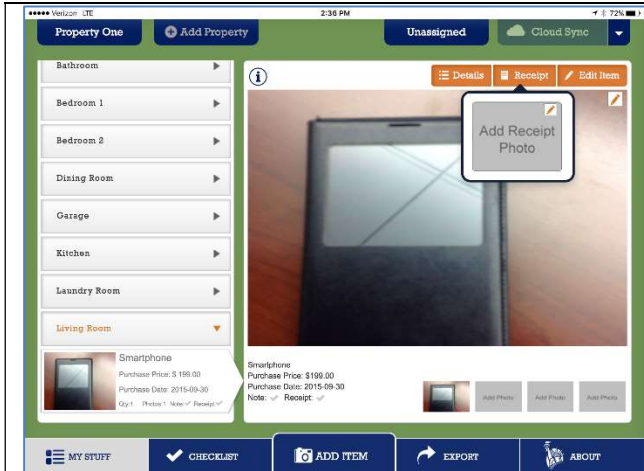 Verizon LTE 2:36 PM 72%
Property One Add Property Unassigned Cloud Sync
Bathroom
Bedroom 1
Bedroom 2
Dining Room
Garage
Kitchen
Laundry Room
Living Room
Smartphone
Purchase Price: $ 199.00
Purchase Date: 2015-09-30
Qty:1 Photos 1 Note: Receipt:
Details Receipt Edit Item
Add Receipt
Photo
Smartphone
Purchase Price: $199.00
Purchase Date: 2015-09-30
Note: Receipt:
Add Photo Add Photo Add Photo
MY STUFF CHECKLIST ADD ITEM EXPORT ABOUT